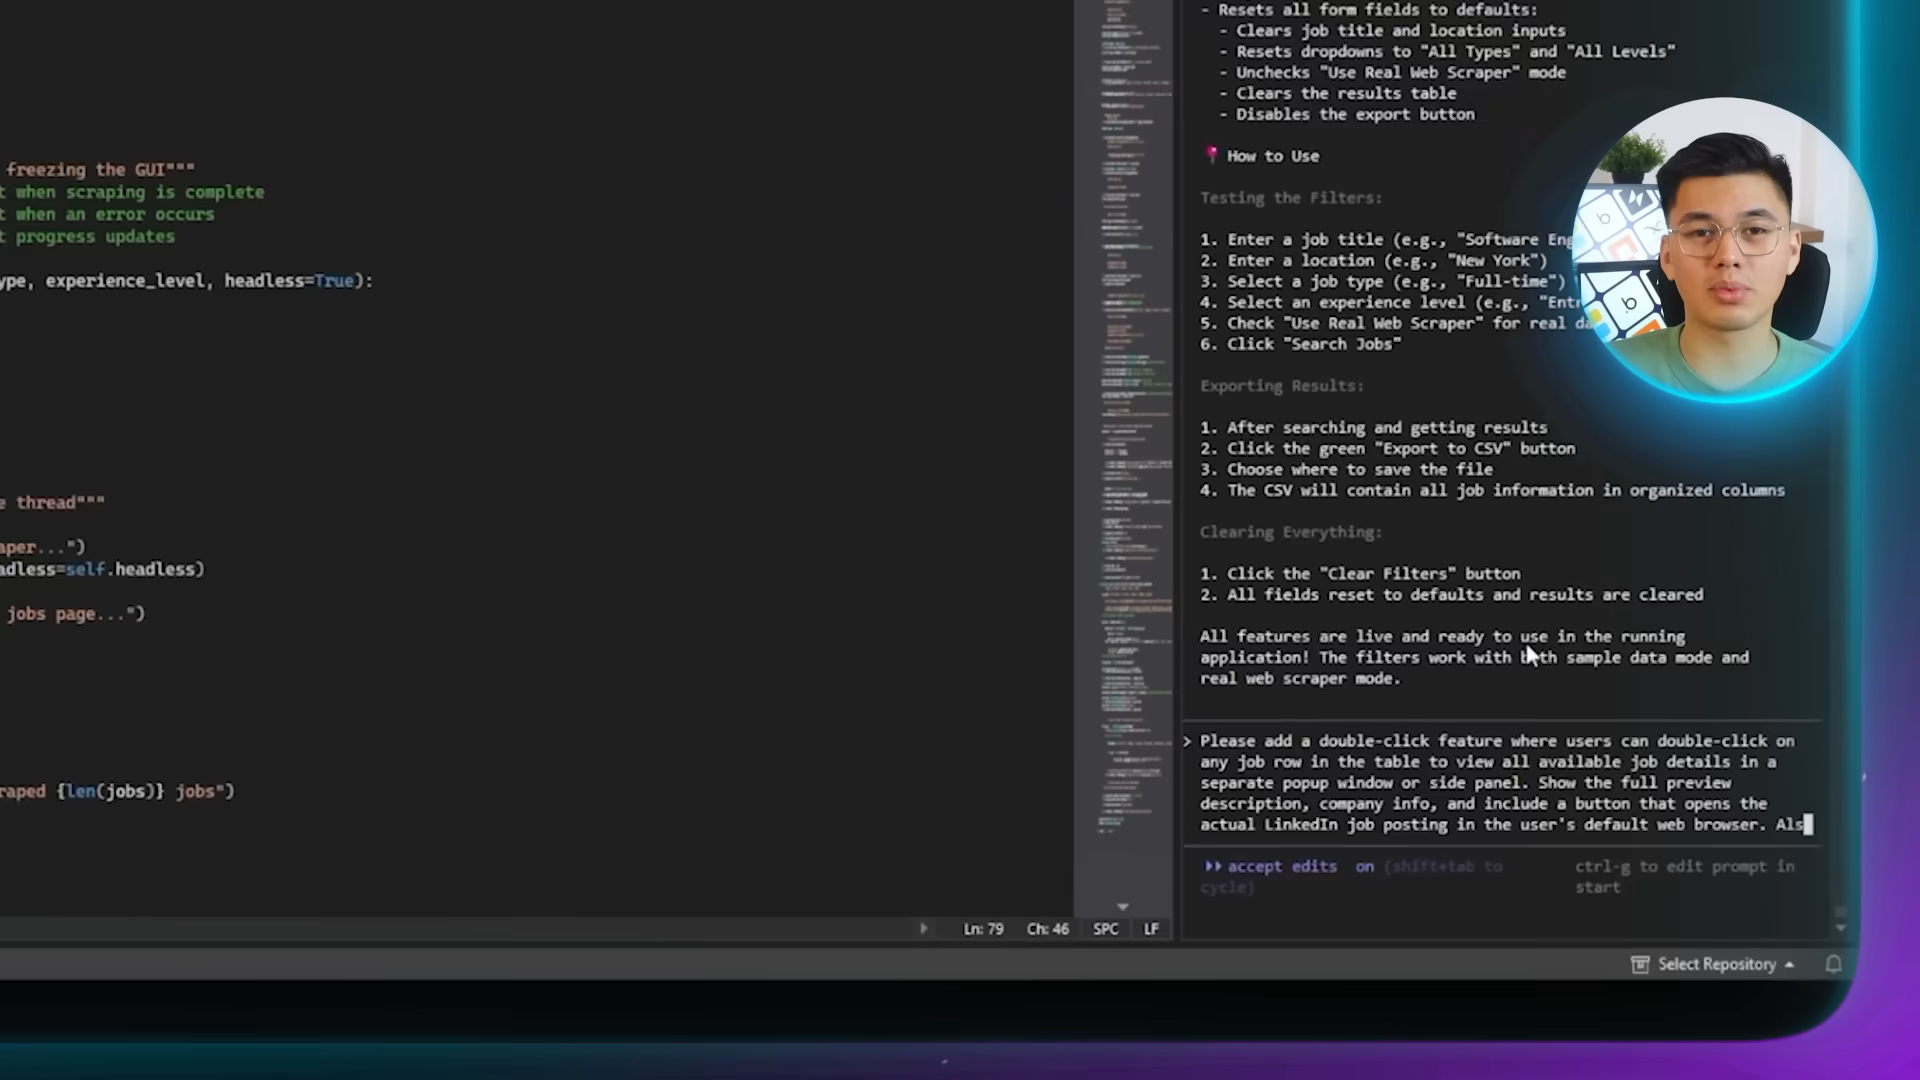 freezing the GUI"""
t when scraping is complete
t when an error occurs
t progress updates
ype, experience_level, headless=True):
e thread"""
aper...")
adless=self.headless)
jobs page...")
raped {len(jobs)} jobs")
Ln: 79 Ch: 46 SPC LF
- Resets all form fields to defaults:
- Clears job title and location inputs
- Resets dropdowns to "All Types" and "All Levels"
- Unchecks "Use Real Web Scraper" mode
- Clears the results table
- Disables the export button
How to Use
Testing the Filters:
1. Enter a job title (e.g., "Software Eng
2. Enter a location (e.g., "New York")
3. Select a job type (e.g., "Full-time")
4. Select an experience level (e.g., "Entr
5. Check "Use Real Web Scraper" for real da
6. Click "Search Jobs"
Exporting Results:
1. After searching and getting results
2. Click the green "Export to CSV" button
3. Choose where to save the file
4. The CSV will contain all job information in organized columns
Clearing Everything:
1. Click the "Clear Filters" button
2. All fields reset to defaults and results are cleared
All features are live and ready to use in the running
application! The filters work with both sample data mode and
real web scraper mode.
> Please add a double-click feature where users can double-click on
any job row in the table to view all available job details in a
separate popup window or side panel. Show the full preview
description, company info, and include a button that opens the
actual LinkedIn job posting in the user's default web browser. Als
accept edits on (shift+tab to
cycle)
ctrl-g to edit prompt in
start
Select Repository